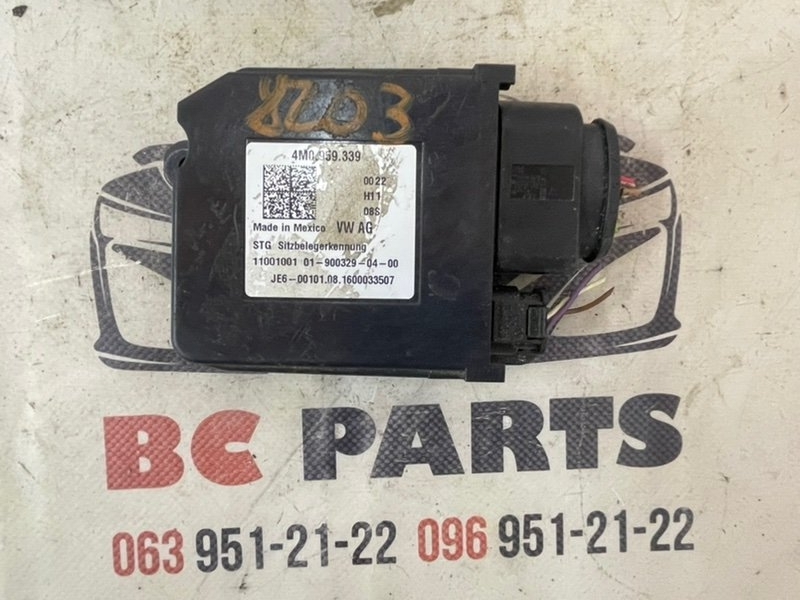 8203
4M0.959.339
0022
H11
08S
Made in Mexico VW AG
STG Sitzbelegerkennung
11001001 01-900329-04-00
JE6-00101.08.1600033507
BC PARTS
063 951-21-22 096 951-21-22